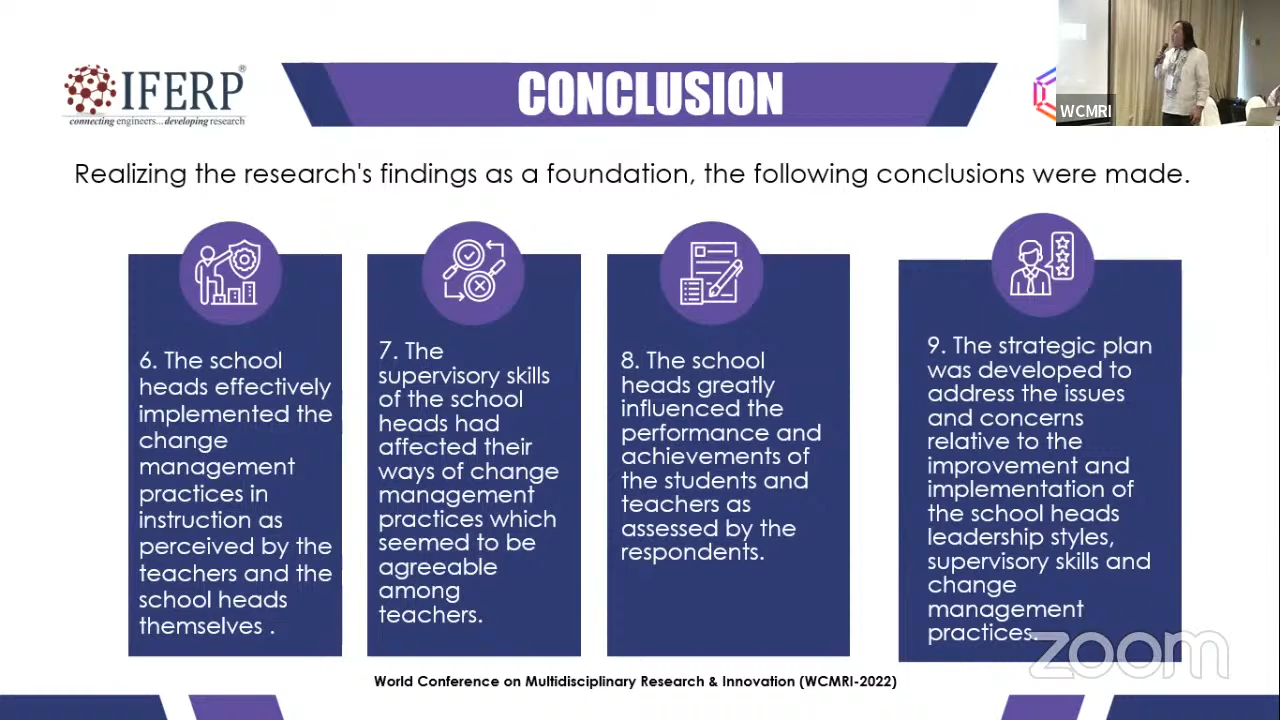 IFERP®
connecting engineers...developing research
CONCLUSION
WCMRI
Realizing the research's findings as a foundation, the following conclusions were made.
6. The school
heads effectively
implemented the
change
management
practices in
instruction as
perceived by the
teachers and the
school heads
themselves .
7. The
supervisory skills
of the school
heads had
affected their
ways of change
management
practices which
seemed to be
agreeable
among
teachers.
8. The school
heads greatly
influenced the
performance and
achievements of
the students and
teachers as
assessed by the
respondents.
9. The strategic plan
was developed to
address the issues
and concerns
relative to the
improvement and
implementation of
the school heads
leadership styles,
supervisory skills and
change
management
practices.
zoom
World Conference on Multidisciplinary Research & Innovation (WCMRI-2022)